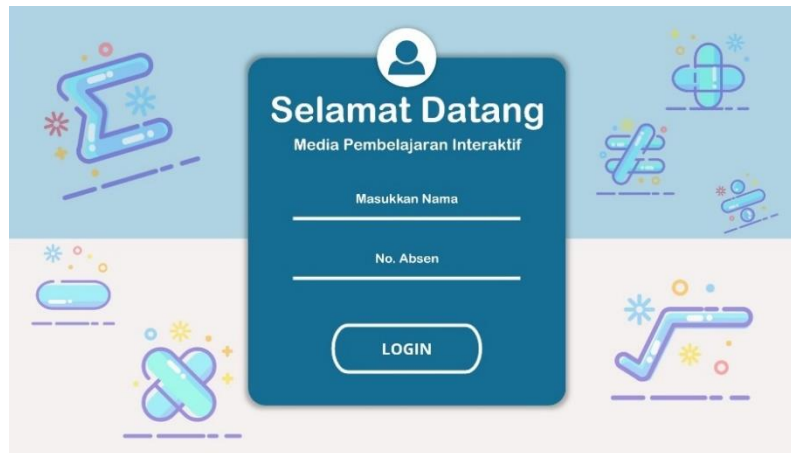 Selamat Datang
Media Pembelajaran Interaktif
Masukkan Nama
No. Absen
LOGIN